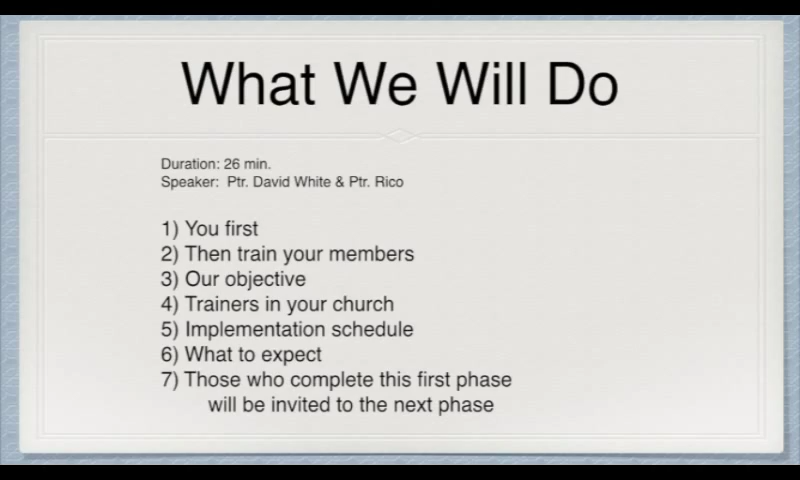 What We Will Do
Duration: 26 min.
Speaker: Ptr. David White & Ptr. Rico
1) You first
2) Then train your members
3) Our objective
4) Trainers in your church
5) Implementation schedule
6) What to expect
7) Those who complete this first phase
will be invited to the next phase